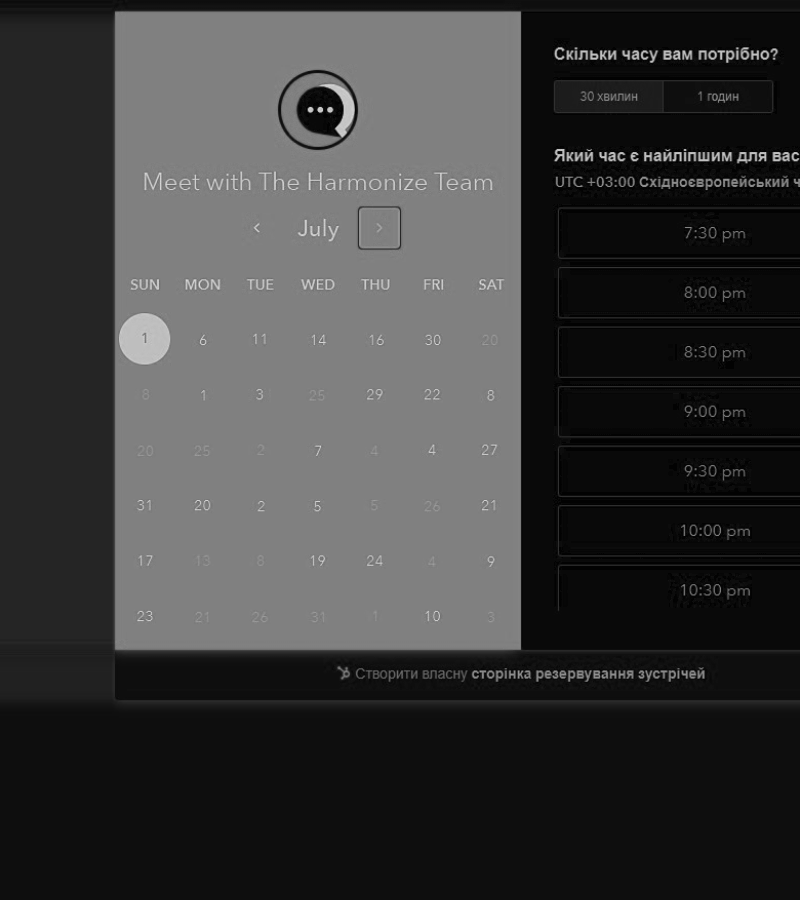 Meet with The Harmonize Team
July
SUN MON TUE WED THU FRI SAT
1 6 11 14 16 30 20
8 1 3 25 29 22 8
20 25 2 7 4 4 27
31 20 2 5 5 26 21
17 13 8 19 24 4 9
23 21 26 31 1 10 3
Скільки часу вам потрібно?
30 хвилин 1 годин
Який час є найліпшим для вас
UTC +03:00 Східноєвропейський ч
7:30 pm
8:00 pm
8:30 pm
9:00 pm
9:30 pm
10:00 pm
10:30 pm
Створити власну сторінка резервування зустрічей